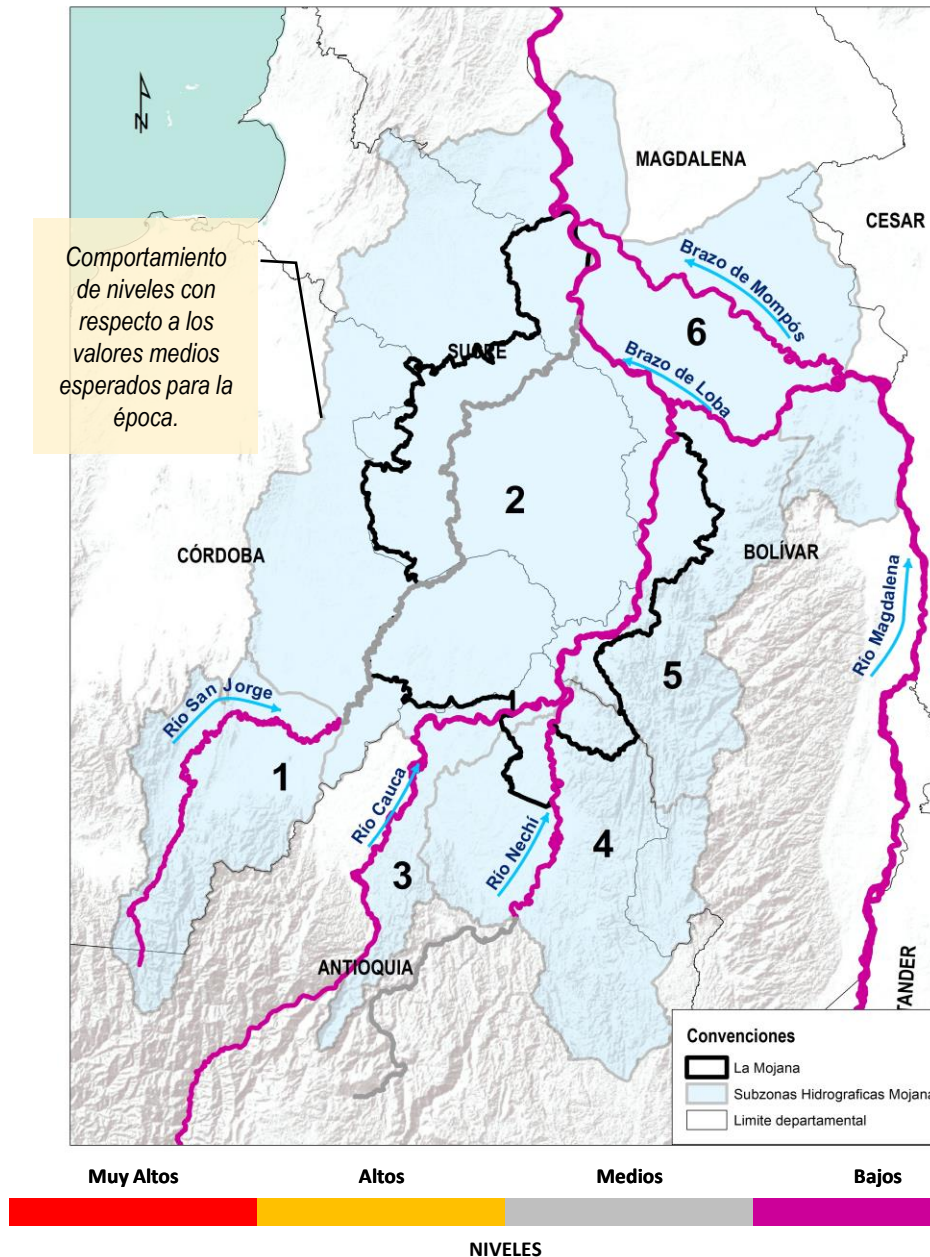 N
MAGDALENA
CESAR
Comportamiento
de niveles con
respecto a los
valores medios
esperados para la
época.
Brazo de Mompós
6
SUCRE
Brazo de Loba
2
CÓRDOBA
BOLÍVAR
Río Magdalena
5
Río San Jorge
1
Río Cauca
Río Nechí
4
3
ANTIOQUIA
TANDER
Convenciones
La Mojana
Subzonas Hidrograficas Mojana
Limite departamental
Muy Altos Altos Medios Bajos
NIVELES